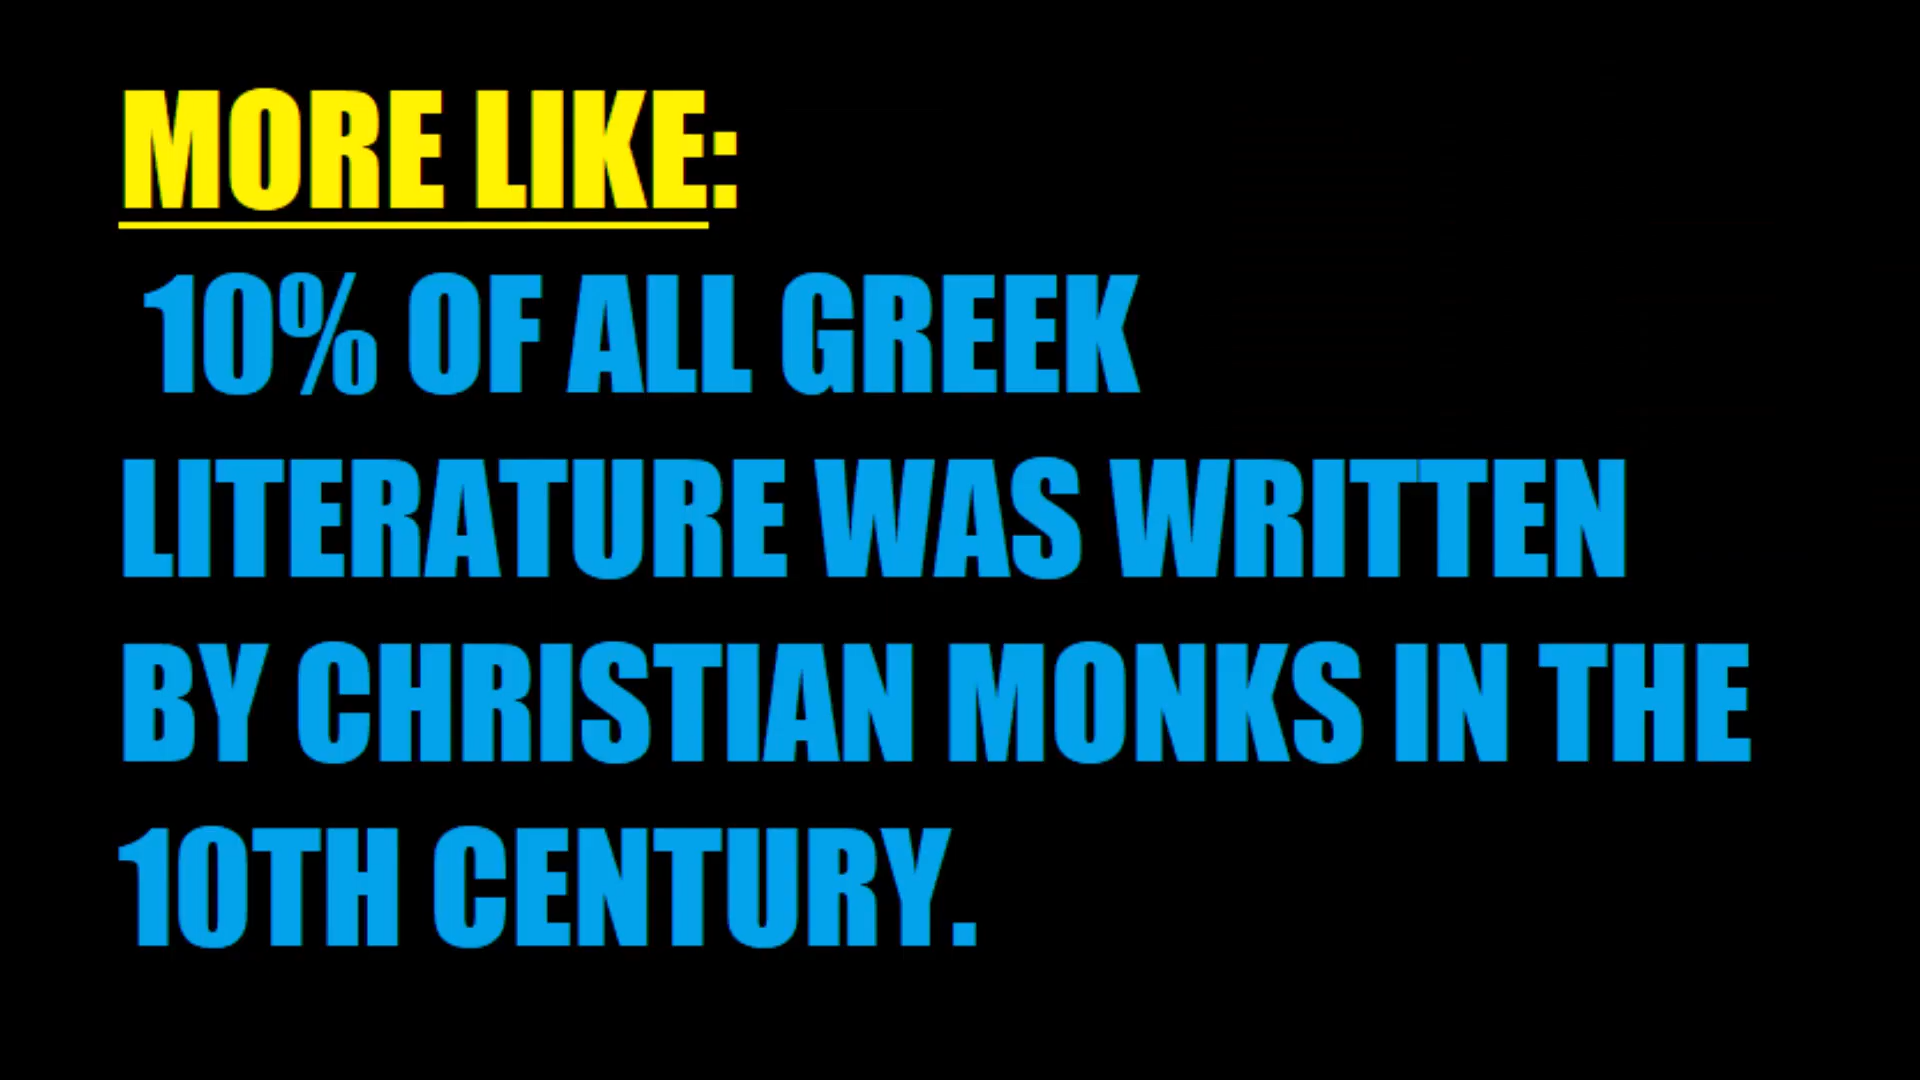 MORE LIKE:
10% OF ALL GREEK
LITERATURE WAS WRITTEN
BY CHRISTIAN MONKS IN THE
10TH CENTURY.